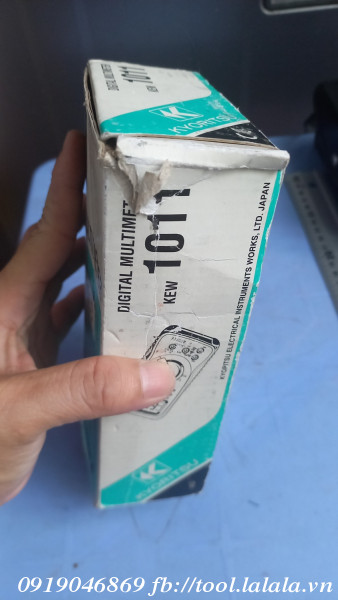 DIGITAL MULTIMETER
KEW 1011
KYORITSU
DIGITAL MULTIMET
KEW 1011
KYORITSU ELECTRICAL INSTRUMENTS WORKS, LTD. JAPAN
KYORITSU
0919046869 fb://tool.lalala.vn